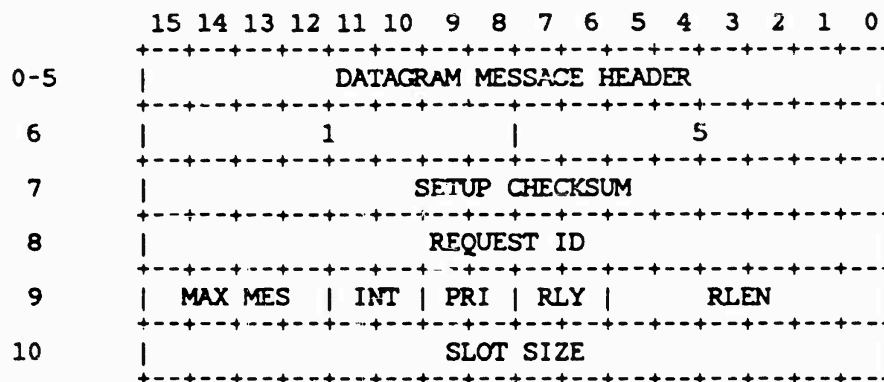 15 14 13 12 11 10 9 8 7 6 5 4 3 2 1 0
+--+--+--+--+--+--+--+--+--+--+--+--+--+--+--+--+
0-5 | DATAGRAM MESSAGE HEADER
+--+--+--+--+--+--+--+--+--+--+--+--+--+--+--+--+
6 | 1 | 5
+--+--+--+--+--+--+--+--+--+--+--+--+--+--+--+--+
7 | SETUP CHECKSUM
+--+--+--+--+--+--+--+--+--+--+--+--+--+--+--+--+
8 | REQUEST ID
+--+--+--+--+--+--+--+--+--+--+--+--+--+--+--+--+
9 | MAX MES | INT | PRI | RLY | RLEN
+--+--+--+--+--+--+--+--+--+--+--+--+--+--+--+--+
10 | SLOT SIZE
+--+--+--+--+--+--+--+--+--+--+--+--+--+--+--+--+